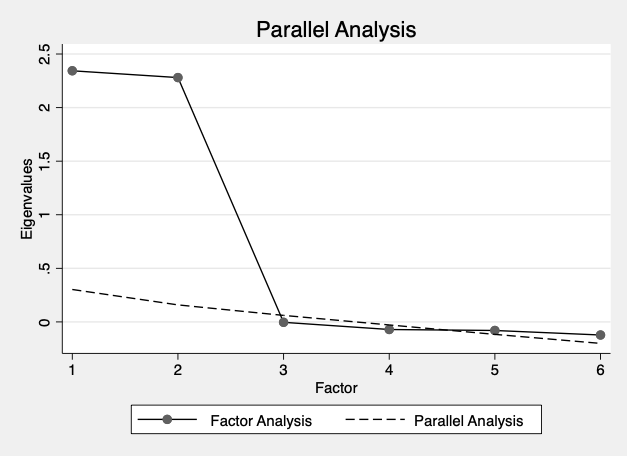 Parallel Analysis
Eigenvalues
2.5
2
1.5
1
.5
0
1 2 3 4 5 6
Factor
Factor Analysis Parallel Analysis